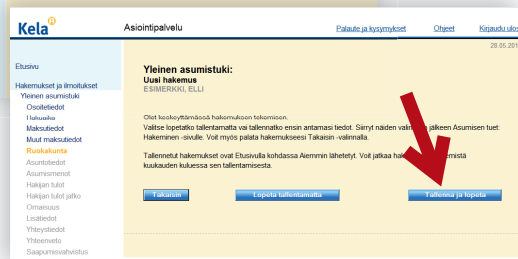 Kela
Asiointipalvelu
Palaute ja kysymykset Ohjeet Kirjaudu ulos
28.05.201
Etusivu
Hakemukset ja ilmoitukset
Yleinen asumistuki
Osoitetiedot
Hakuaika
Maksutiedot
Muut maksutiedot
Ruokakunta
Asuntotiedot
Asumismenot
Hakijan tulot
Hakijan tulot jatko
Omaisuus
Lisätiedot
Yhteystiedot
Yhteenveto
Saapumisvahvistus
Yleinen asumistuki:
Uusi hakemus
ESIMERKKI, ELLI
Olet keskeyttämässä hakemuksen tekemisen.
Valitse lopetatko tallentamatta vai tallennatko ensin antamasi tiedot. Siirryt näiden jälkeen Asumisen tuet:
Hakeminen -sivulle. Voit myös palata hakemukseesi Takaisin -valinnalla.
Tallennetut hakemukset ovat Etusivulla kohdassa Aiemmin lähetetyt. Voit jatkaa
kuukauden kuluessa sen tallentamisesta.
Takaisin Lopeta tallentamatta Tallenna ja lopeta